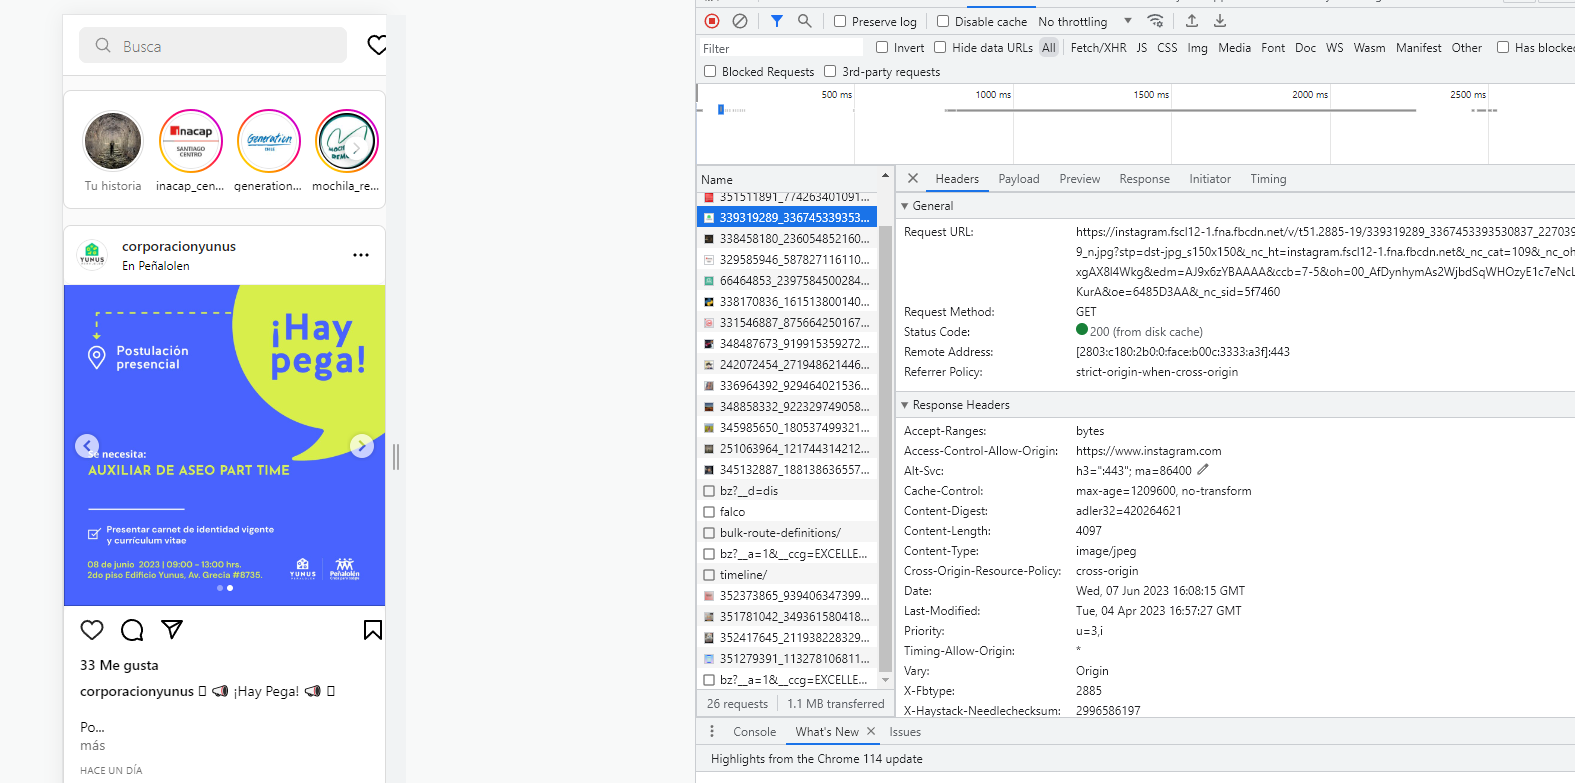 Busca
inacap
SANTIAGO
CENTRO
Generation
CHILE
Tu historia
inacap_cen...
generation...
mochila_re...
YUNUS
corporacionyunus
En Peñalolen
¡Hay
pega!
Postulación
presencial
Se necesita:
AUXILIAR DE ASEO PART TIME
Presentar carnet de identidad vigente
y currículum vitae
08 de junio 2023 | 09:00 - 13:00 hrs.
2do piso Edificio Yunus, Av. Grecia #8735.
YUNUS
Peñalolén
33 Me gusta
corporacionyunus 📣 ¡Hay Pega! 📣
Po...
más
HACE UN DÍA
Preserve log
Disable cache
No throttling
Filter
Invert
Hide data URLs
All
Fetch/XHR
JS
CSS
Img
Media
Font
Doc
WS
Wasm
Manifest
Other
Has blocked
Blocked Requests
3rd-party requests
500 ms
1000 ms
1500 ms
2000 ms
2500 ms
Name
351511891_774263401091...
339319289_336745339353...
338458180_236054852160...
329585946_587827116110...
66464853_2397584500284...
338170836_161513800140...
331546887_875664250167...
348487673_919915359272...
242072454_271948621446...
336964392_929464021536...
348858332_922329749058...
345985650_180537499321...
251063964_121744314212...
345132887_188138636557...
bz?__d=dis
falco
bulk-route-definitions/
bz?__a=1&__ccg=EXCELLE...
timeline/
352373865_939406347399...
351781042_349361580418...
352417645_211938228329...
351279391_113278106811...
bz?__a=1&__ccg=EXCELLE...
26 requests
1.1 MB transferred
Headers
Payload
Preview
Response
Initiator
Timing
General
Request URL:
https://instagram.fscl12-1.fna.fbcdn.net/v/t51.2885-19/339319289_3367453393530837_227039
9_n.jpg?stp=dst-jpg_s150x150&_nc_ht=instagram.fscl12-1.fna.fbcdn.net&_nc_cat=109&_nc_oh
xgAX8l4Wkg&edm=AJ9x6zYBAAAA&ccb=7-5&oh=00_AfDynhymAs2WjbdSqWHOzyE1c7eNcL
KurA&oe=6485D3AA&_nc_sid=5f7460
Request Method:
GET
Status Code:
200 (from disk cache)
Remote Address:
[2803:c180:2b0:0:face:b00c:3333:a3f]:443
Referrer Policy:
strict-origin-when-cross-origin
Response Headers
Accept-Ranges:
bytes
Access-Control-Allow-Origin:
https://www.instagram.com
Alt-Svc:
h3=":443"; ma=86400
Cache-Control:
max-age=1209600, no-transform
Content-Digest:
adler32=420264621
Content-Length:
4097
Content-Type:
image/jpeg
Cross-Origin-Resource-Policy:
cross-origin
Date:
Wed, 07 Jun 2023 16:08:15 GMT
Last-Modified:
Tue, 04 Apr 2023 16:57:27 GMT
Priority:
u=3,i
Timing-Allow-Origin:
*
Vary:
Origin
X-Fbtype:
2885
X-Haystack-Needlechecksum:
2996586197
Console
What's New
Issues
Highlights from the Chrome 114 update